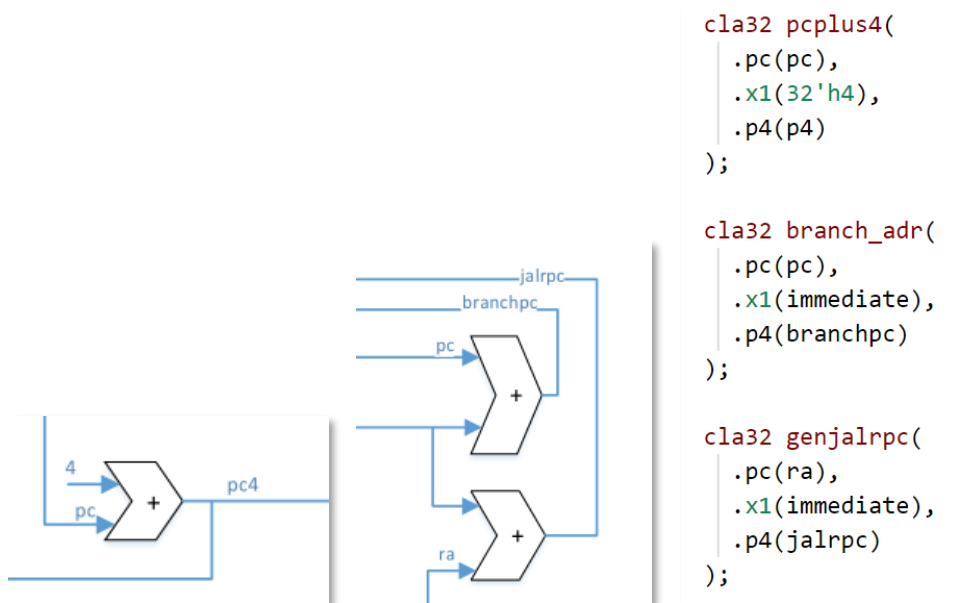 4
pc
+
pc4
jalrpc
branchpc
pc
+
+
ra
cla32 pcplus4(
.pc(pc),
.x1(32'h4),
.p4(p4)
);
cla32 branch_adr(
.pc(pc),
.x1(immediate),
.p4(branchpc)
);
cla32 genjalrpc(
.pc(ra),
.x1(immediate),
.p4(jalrpc)
);